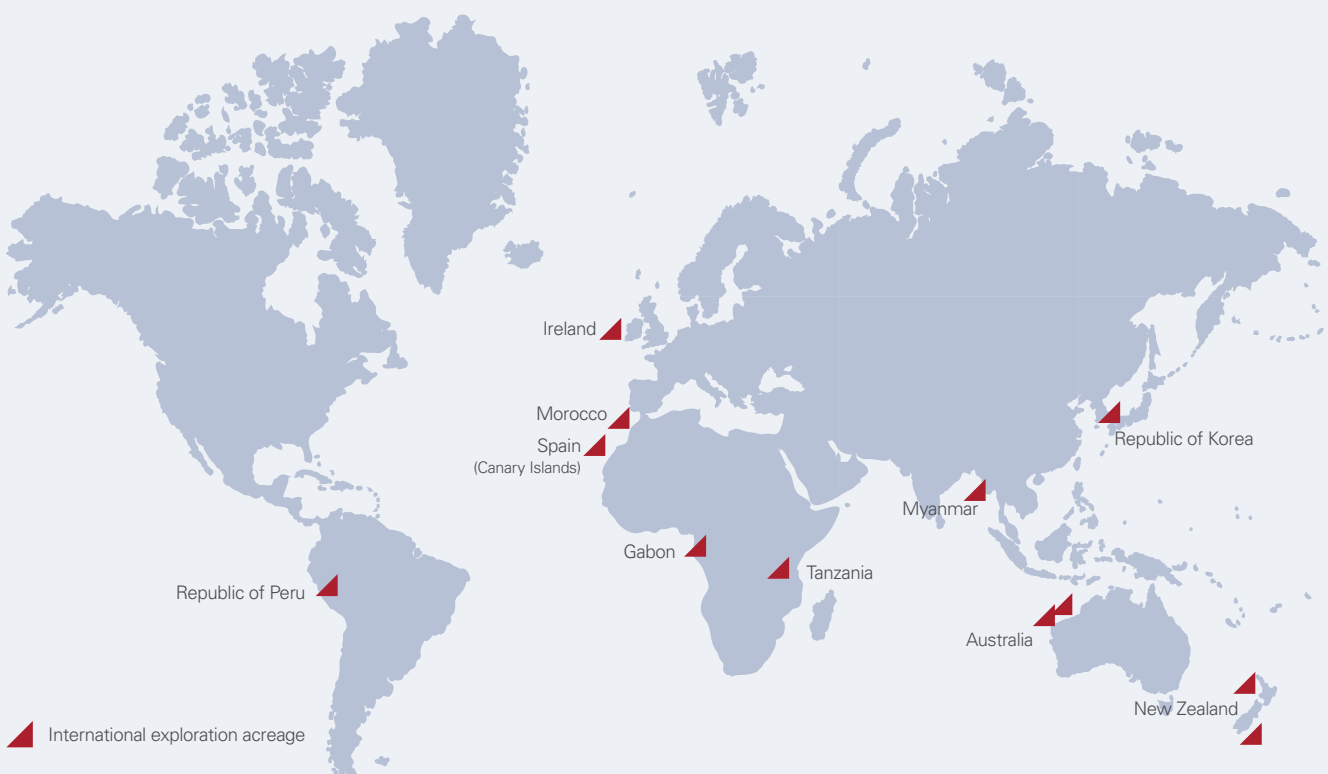 Ireland
Morocco
Spain
(Canary Islands)
Republic of Korea
Myanmar
Gabon
Tanzania
Republic of Peru
Australia
New Zealand
International exploration acreage